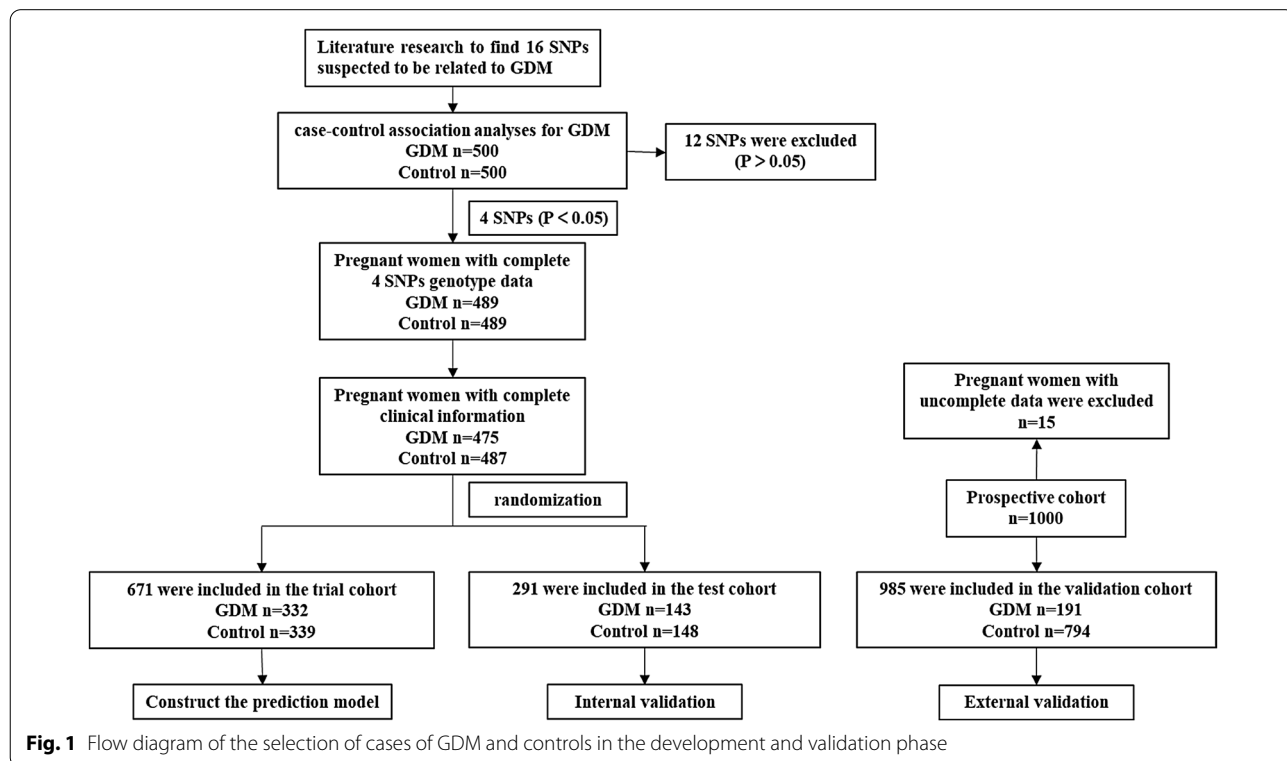 Literature research to find 16 SNPs
suspected to be related to GDM
case-control association analyses for GDM
GDM n=500
Control n=500
12 SNPs were excluded
(P > 0.05)
4 SNPs (P < 0.05)
Pregnant women with complete
4 SNPs genotype data
GDM n=489
Control n=489
Pregnant women with complete
clinical information
GDM n=475
Control n=487
randomization
Pregnant women with
uncomplete data were excluded
n=15
Prospective cohort
n=1000
671 were included in the trial cohort
GDM n=332
Control n=339
291 were included in the test cohort
GDM n=143
Control n=148
985 were included in the validation cohort
GDM n=191
Control n=794
Construct the prediction model
Internal validation
External validation
Fig. 1 Flow diagram of the selection of cases of GDM and controls in the development and validation phase